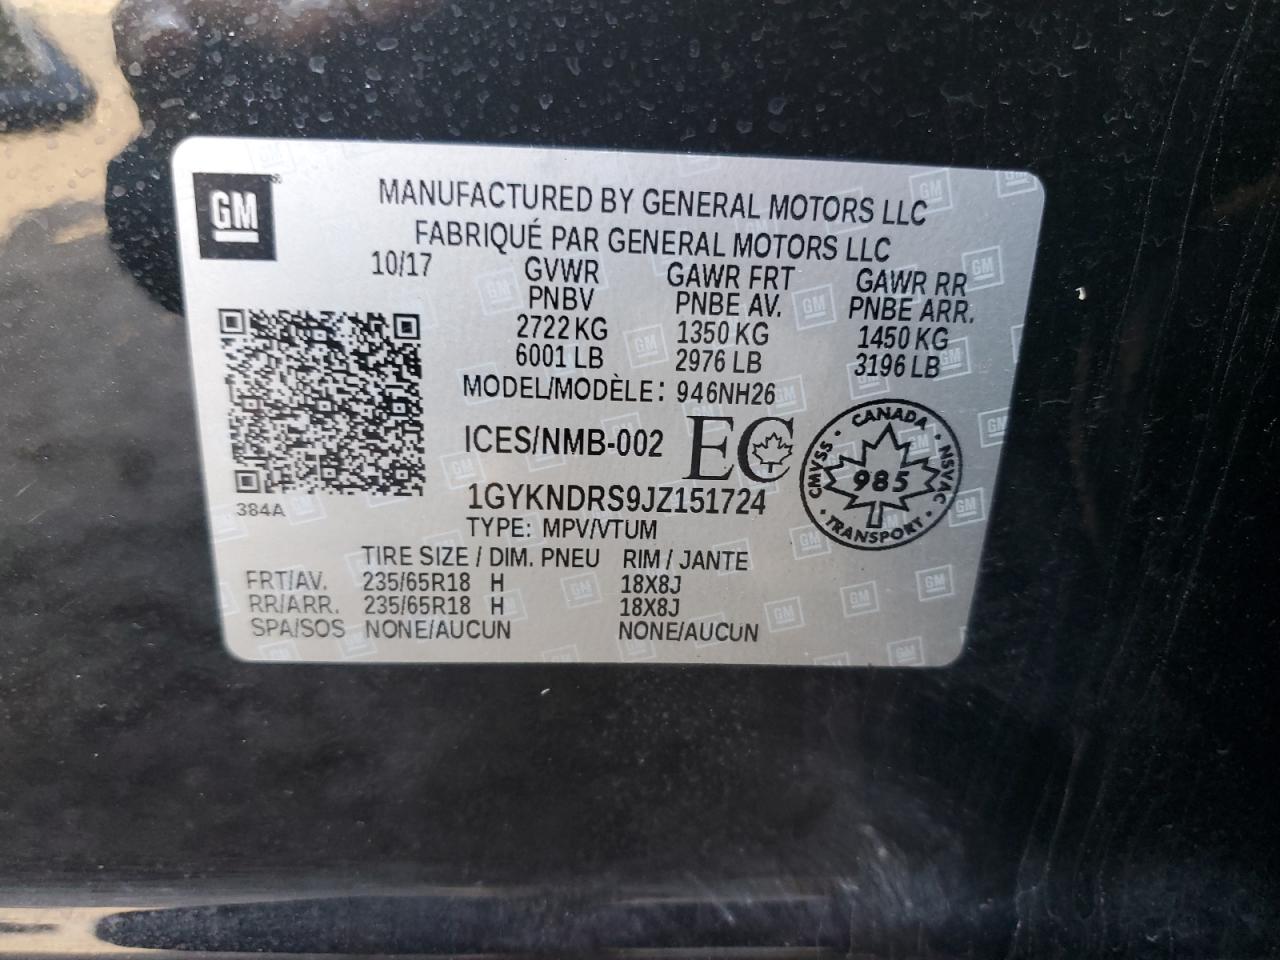 GM
MANUFACTURED BY GENERAL MOTORS LLC
FABRIQUÉ PAR GENERAL MOTORS LLC
10/17 GVWR GAWR FRT GAWR RR
PNBV PNBE AV. PNBE ARR.
2722 KG 1350 KG 1450 KG
6001 LB 2976 LB 3196 LB
MODEL/MODÈLE: 946NH26
ICES/NMB-002 EC
CANADA
CMVSS 985 NSVAC
TRANSPORT
1GYKNDRS9JZ151724
384A
TYPE: MPV/VTUM
TIRE SIZE / DIM. PNEU RIM / JANTE
FRT/AV. 235/65R18 H 18X8J
RR/ARR. 235/65R18 H 18X8J
SPA/SOS NONE/AUCUN NONE/AUCUN